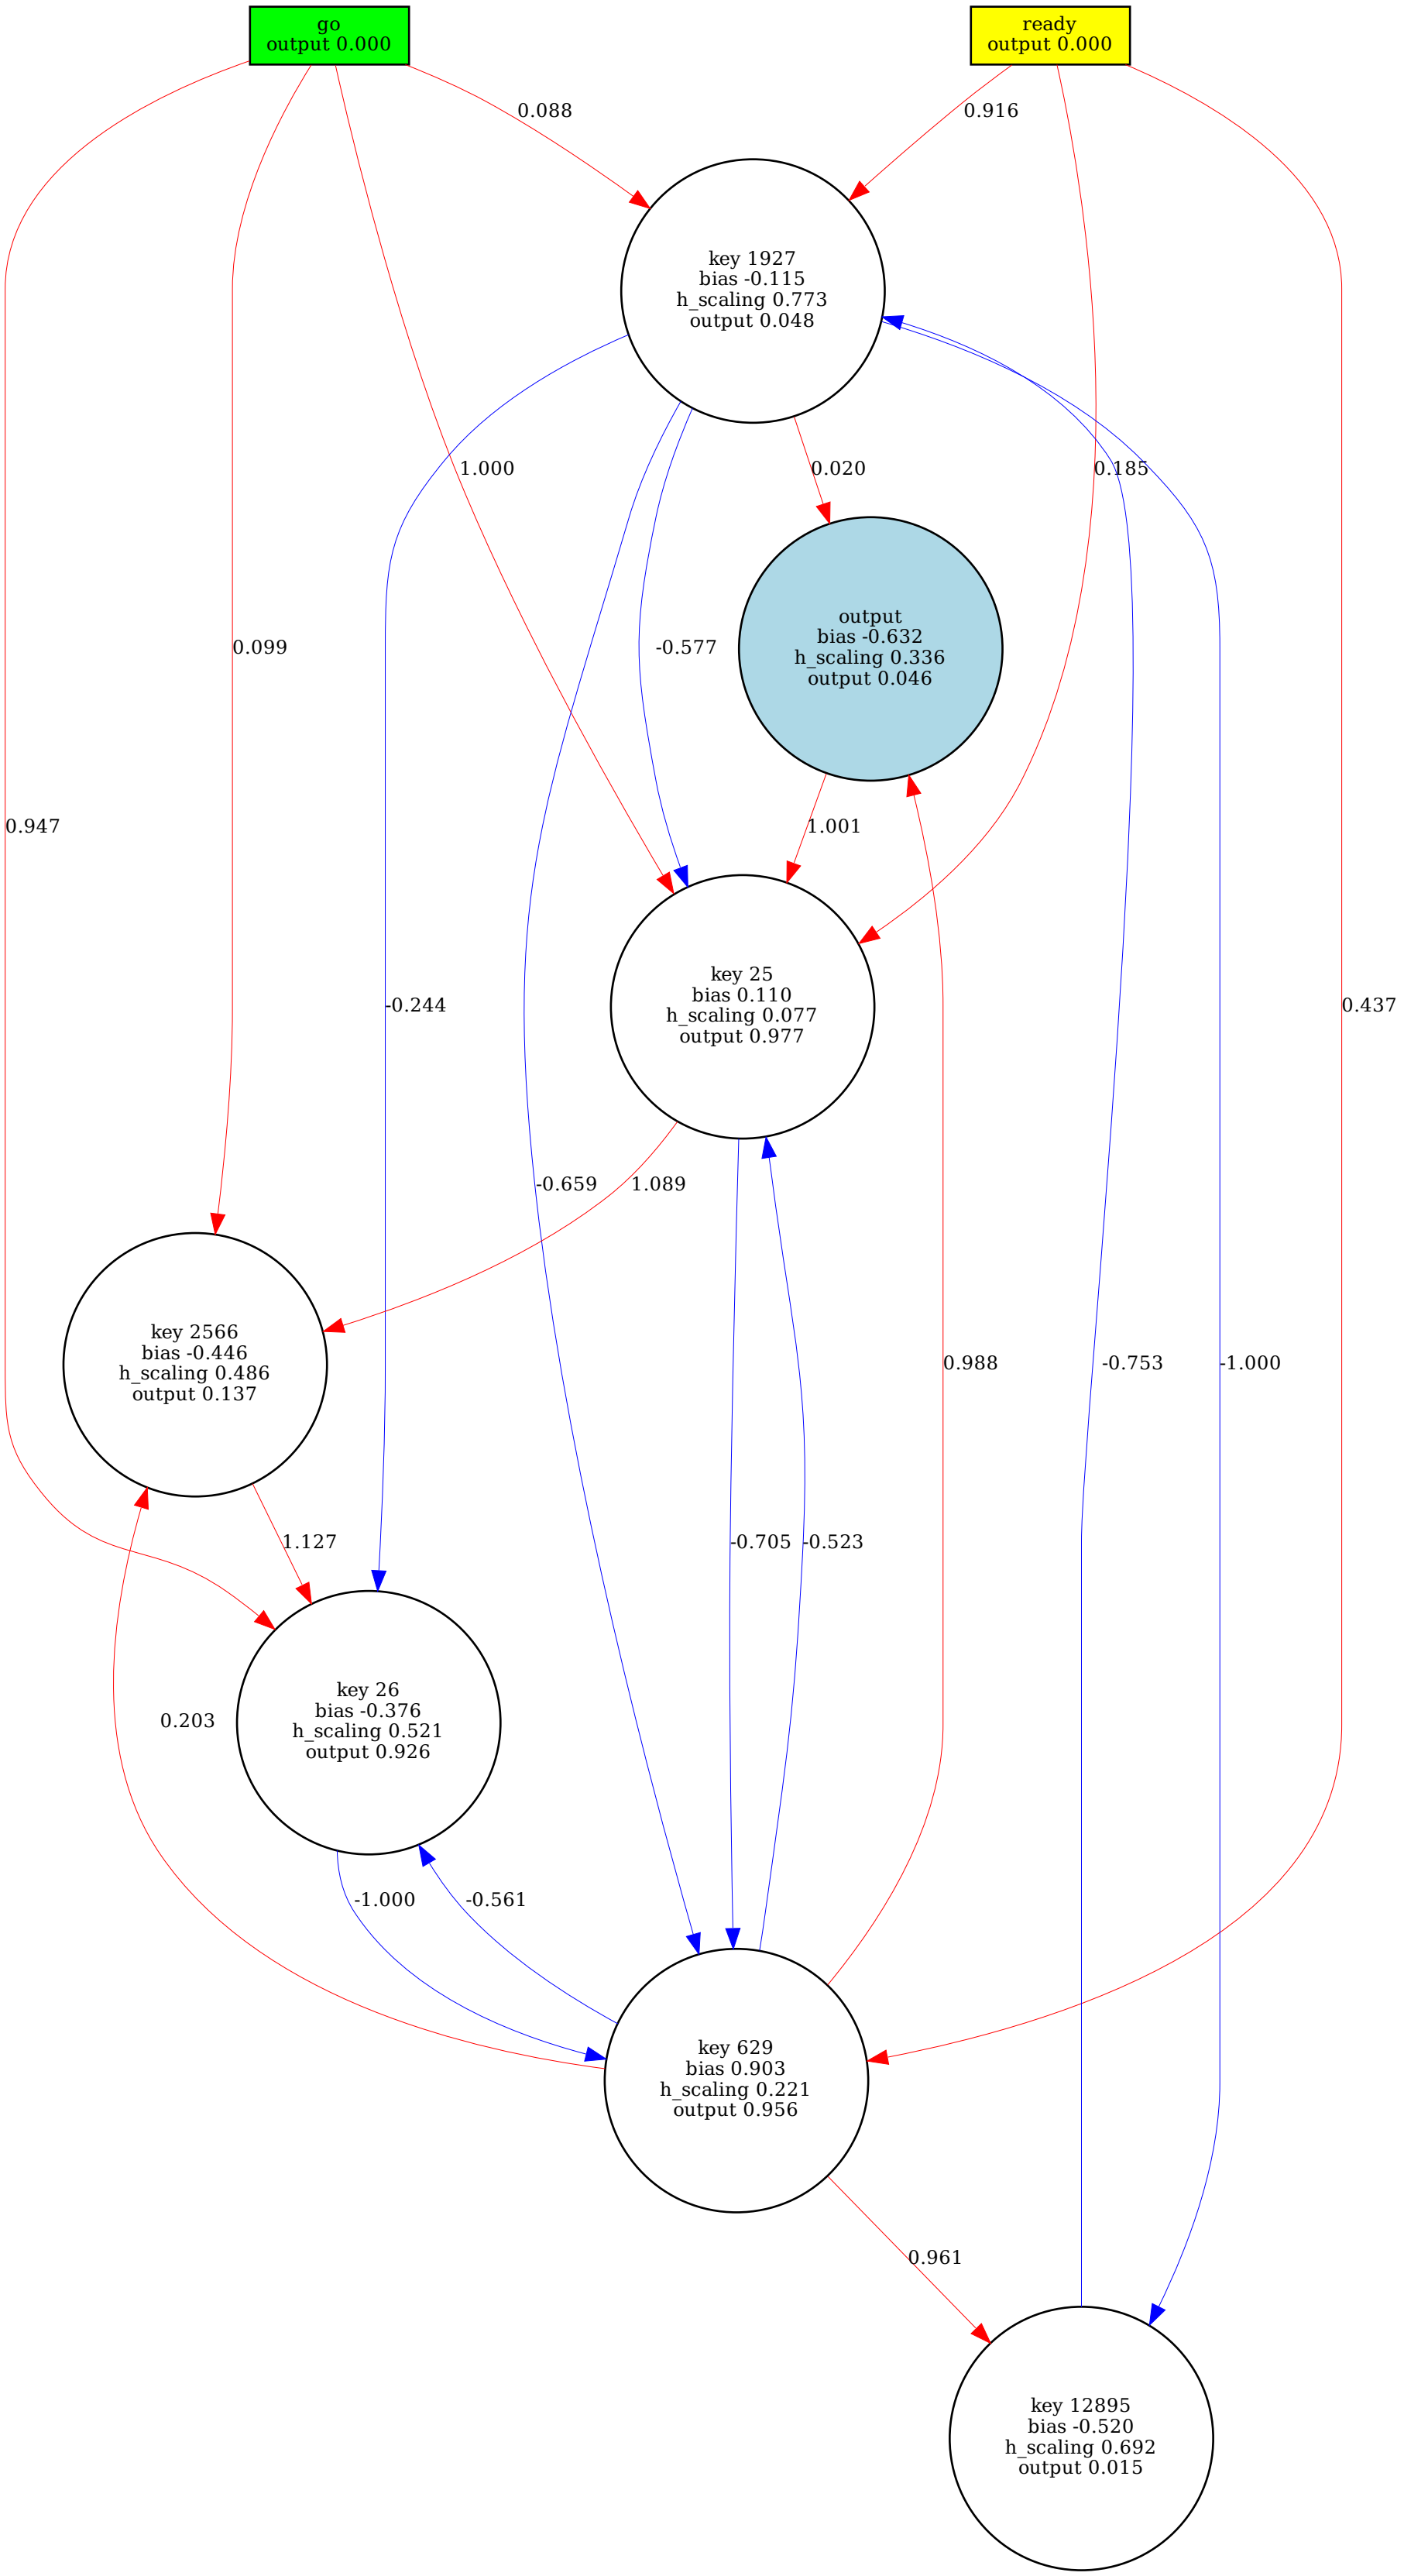 go
output 0.000
ready
output 0.000
0.088
0.916
key 1927
bias -0.115
h_scaling 0.773
output 0.048
1.000
0.020
0.185
0.099
-0.577
output
bias -0.632
h_scaling 0.336
output 0.046
0.947
1.001
-0.244
key 25
bias 0.110
h_scaling 0.077
output 0.977
0.437
-0.659
1.089
key 2566
bias -0.446
h_scaling 0.486
output 0.137
0.988
-0.753
-1.000
1.127
-0.705
-0.523
0.203
key 26
bias -0.376
h_scaling 0.521
output 0.926
-1.000
-0.561
key 629
bias 0.903
h_scaling 0.221
output 0.956
0.961
key 12895
bias -0.520
h_scaling 0.692
output 0.015